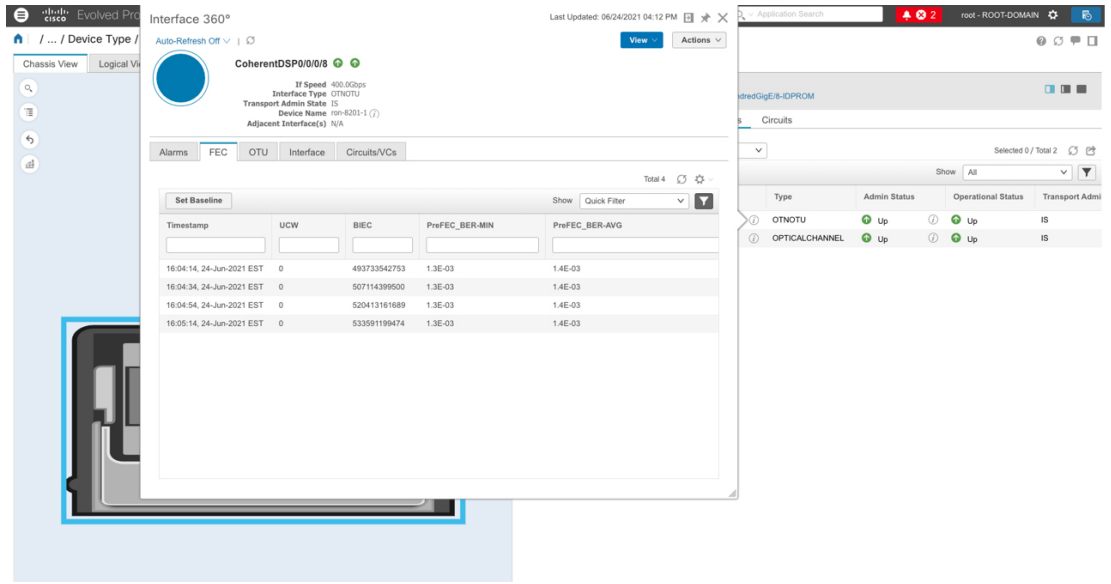 cisco Evolved Pro
Application Search
2
root - ROOT-DOMAIN
/ ... / Device Type /
Chassis View
Logical Vi
Interface 360°
Last Updated: 06/24/2021 04:12 PM
Auto-Refresh Off
View
Actions
CoherentDSP0/0/0/8
If Speed 400.0Gbps
Interface Type OTNOTU
Transport Admin State IS
Device Name ron-8201-1
Adjacent Interface(s) N/A
Alarms FEC OTU Interface Circuits/VCs
Total 4
Set Baseline
Show Quick Filter
Timestamp UCW BIEC PreFEC_BER-MIN PreFEC_BER-AVG
16:04:14, 24-Jun-2021 EST 0 493733542753 1.3E-03 1.4E-03
16:04:34, 24-Jun-2021 EST 0 507114399500 1.3E-03 1.4E-03
16:04:54, 24-Jun-2021 EST 0 520413161689 1.3E-03 1.4E-03
16:05:14, 24-Jun-2021 EST 0 533591199474 1.3E-03 1.4E-03
ndredGigE/8-IDPROM
s Circuits
Selected 0 / Total 2
Show All
Type Admin Status Operational Status Transport Admi
OTNOTU Up Up IS
OPTICALCHANNEL Up Up IS